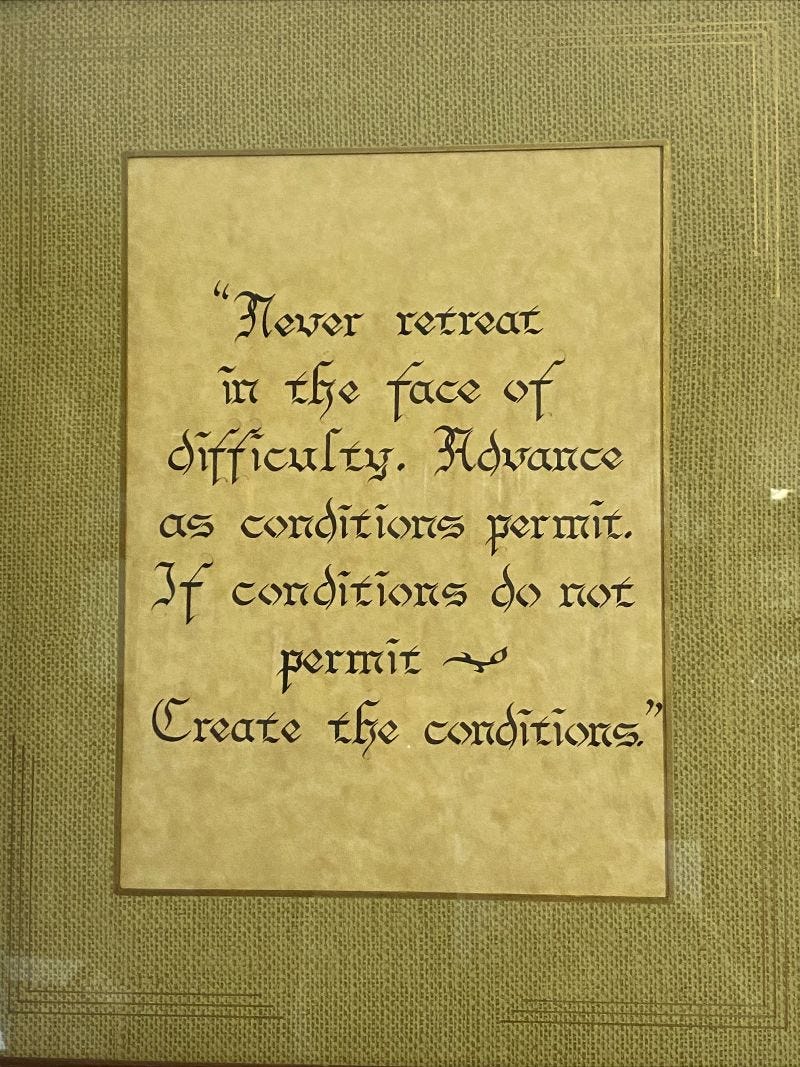 “Never retreat
in the face of
difficulty. Advance
as conditions permit.
If conditions do not
permit ~
Create the conditions.”